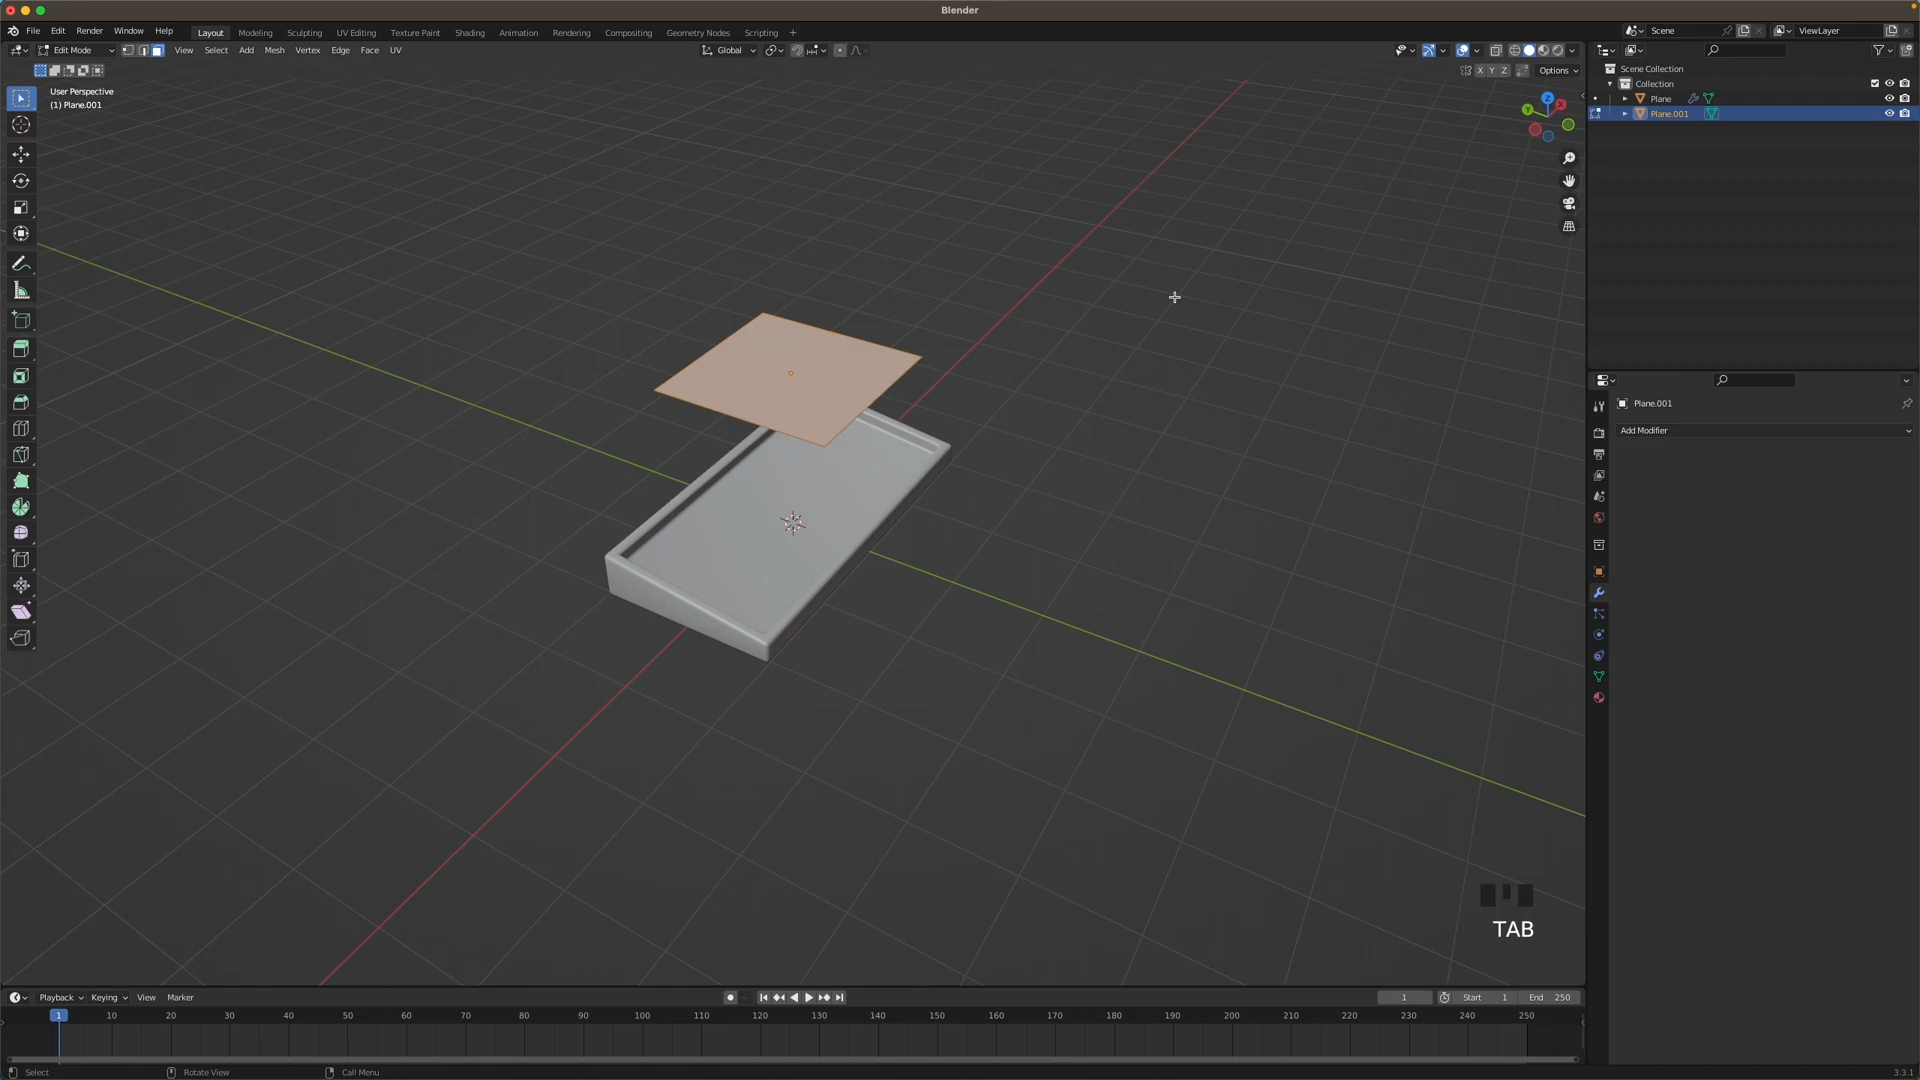 Blender
File Edit Render Window Help Layout Modeling Sculpting UV Editing Texture Paint Shading Animation Rendering Compositing Geometry Nodes Scripting + Scene ViewLayer
Edit Mode View Select Add Mesh Vertex Edge Face UV Global
X Y Z Options
User Perspective
(1) Plane.001
Scene Collection
Collection
Plane
Plane.001
Z
X
Y
Plane.001
Add Modifier
TAB
Playback Keying View Marker 1 Start 1 End 250
1 10 20 30 40 50 60 70 80 90 100 110 120 130 140 150 160 170 180 190 200 210 220 230 240 250
Select Rotate View Call Menu 3.3.1